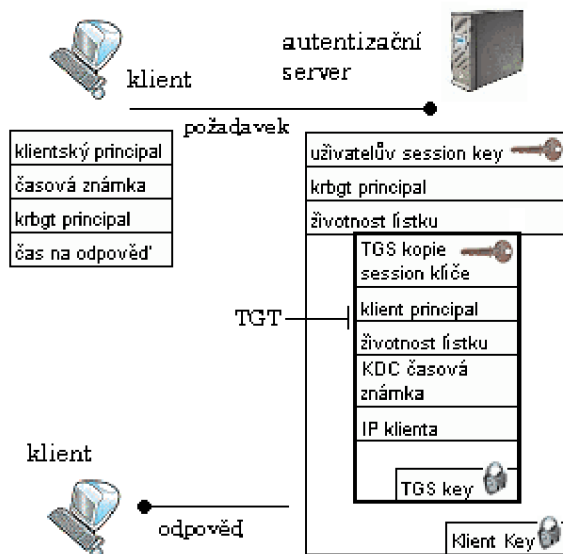 klient
autentizační
server
požadavek
klientský principal
časová známka
krbgt principal
čas na odpověď
uživatelův session key
krbgt principal
životnost lístku
TGS kopie
session klíče
klient principal
životnost lístku
KDC časová
známka
IP klienta
TGS key
Klient Key
TGT
klient
odpověd